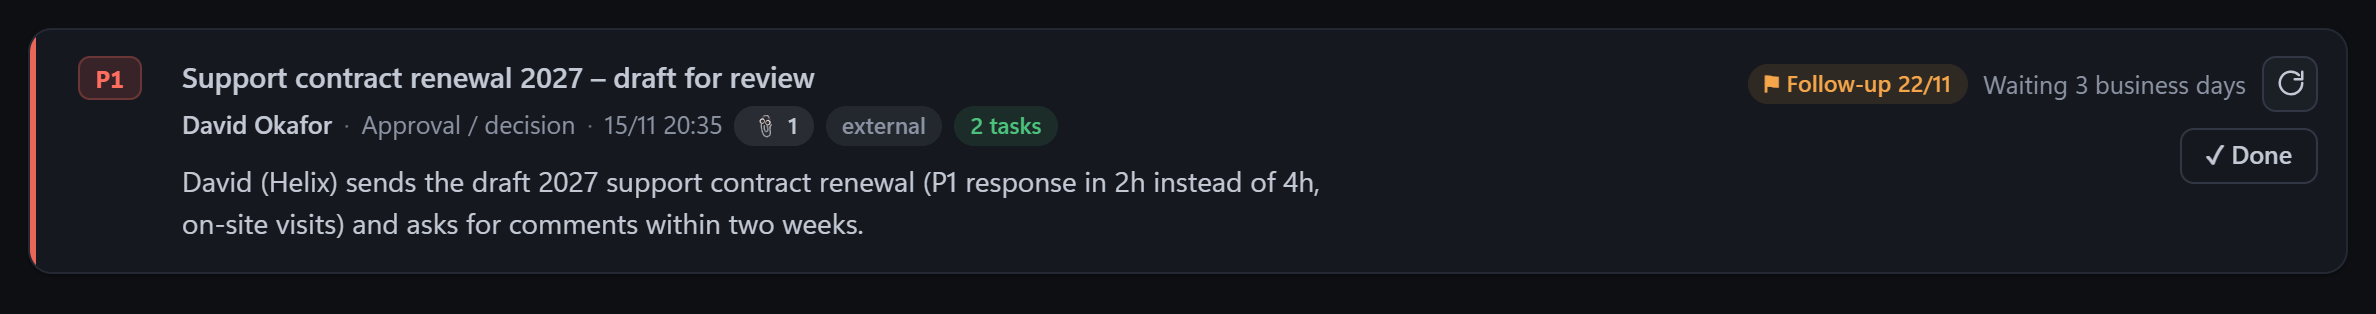 P1
Support contract renewal 2027 – draft for review
David Okafor · Approval / decision · 15/11 20:35 1 external 2 tasks
David (Helix) sends the draft 2027 support contract renewal (P1 response in 2h instead of 4h,
on-site visits) and asks for comments within two weeks.
Follow-up 22/11 Waiting 3 business days
✓ Done